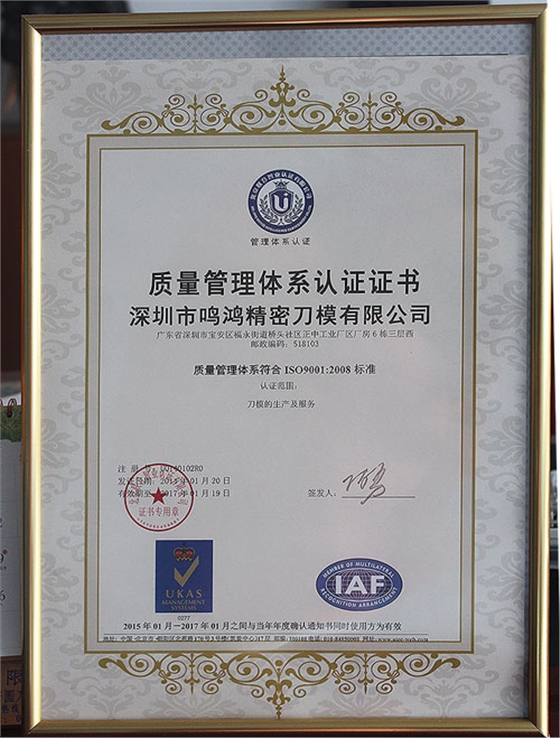 管理体系认证
质量管理体系认证证书
深圳市鸣鸿精密刀模有限公司
广东省深圳市宝安区福永街道桥头社区正中工业厂区厂房6栋三层西
邮政编码：518103
质量管理体系符合 ISO9001:2008 标准
认证范围：
刀模的生产及服务
注 册 号
发证日期：2015年01月20日
有效期至：2017年01月19日
证书专用章
签发人：
UKAS
MANAGEMENT
SYSTEMS
0277
MEMBER OF MULTILATERAL
IAF
RECOGNITION ARRANGEMENT
2015年01月－2017年01月之间与当年年度确认通知书同时使用方为有效